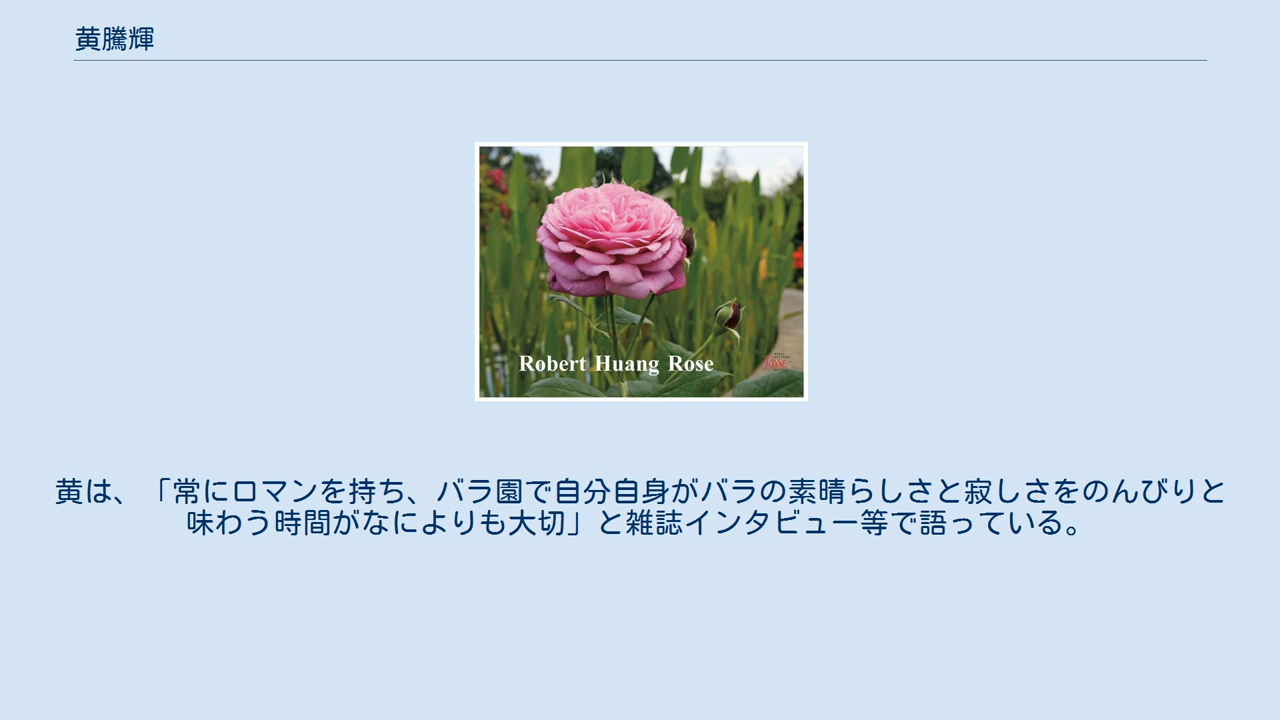 黄騰輝
Robert Huang Rose
黄は、「常にロマンを持ち、バラ園で自分自身がバラの素晴らしさと寂しさをのんびりと
味わう時間がなによりも大切」と雑誌インタビュー等で語っている。